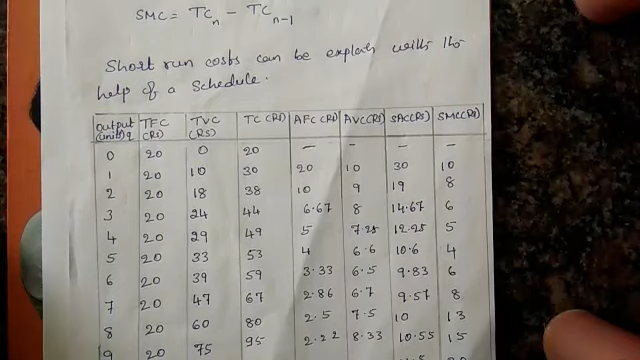 SMC = TCn - TCn-1
Short run costs can be explain with the
help of a Schedule.
output (units) q TFC (Rs) TVC (RS) TC (Rs) AFC (Rs) AVC (Rs) SAC (Rs) SMC (Rs)
0 20 0 20 - - - -
1 20 10 30 20 10 30 10
2 20 18 38 10 9 19 8
3 20 24 44 6.67 8 14.67 6
4 20 29 49 5 7.25 12.25 5
5 20 33 53 4 6.6 10.6 4
6 20 39 59 3.33 6.5 9.83 6
7 20 47 67 2.86 6.7 9.57 8
8 20 60 80 2.5 7.5 10 13
9 20 75 95 2.22 8.33 10.55 15